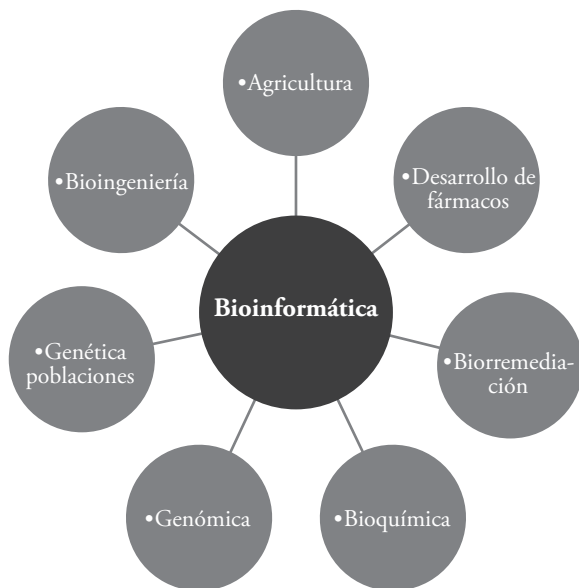 •Agricultura
•Bioingeniería
•Desarrollo de
fármacos
Bioinformática
•Genética
poblaciones
•Biorremedia-
ción
•Genómica
•Bioquímica